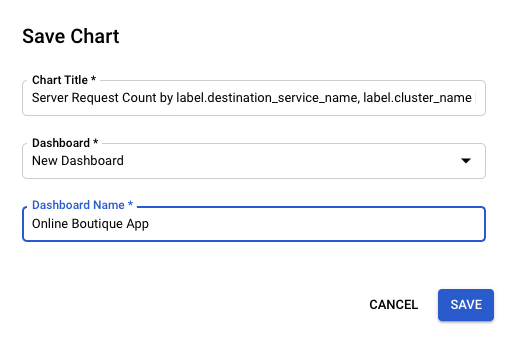 Save Chart
Chart Title *
Server Request Count by label.destination_service_name, label.cluster_name
Dashboard *
New Dashboard
Dashboard Name *
Online Boutique App
CANCEL
SAVE